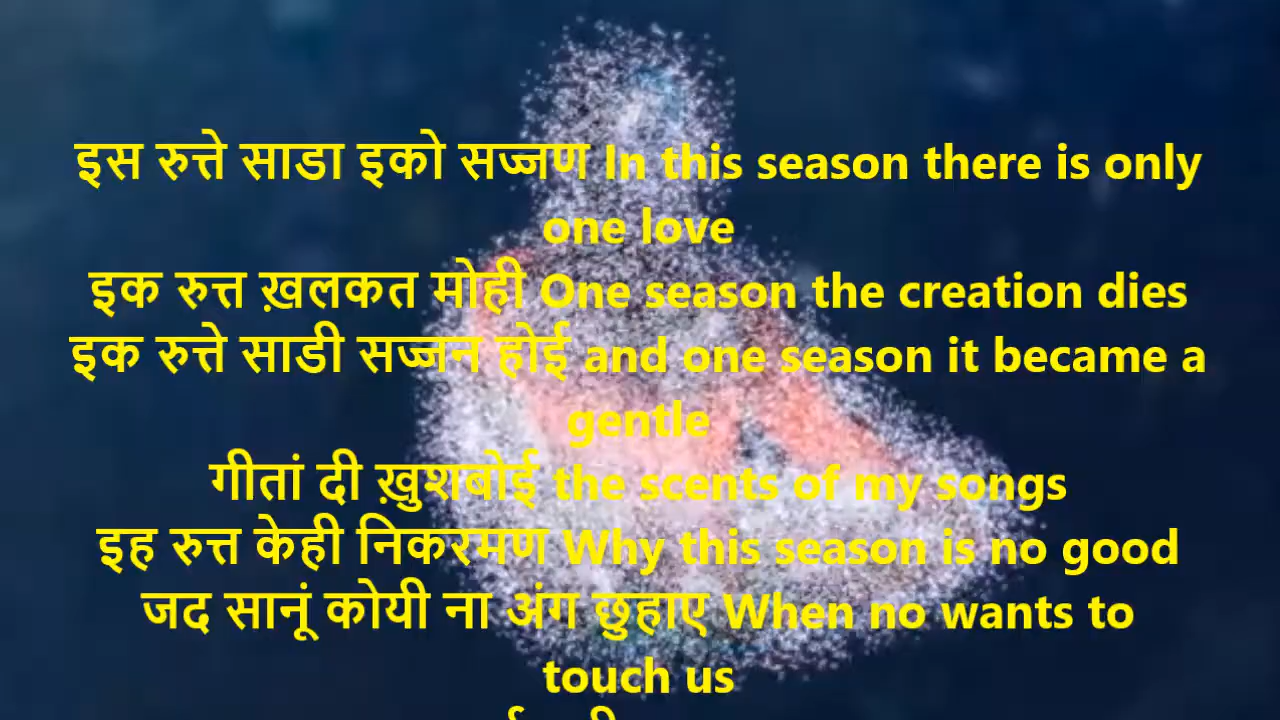 इस रुत्ते साडा इको सज्जण In this season there is only
one love
इक रुत्त ख़लकत मोही One season the creation dies
इक रुत्ते साडी सज्जन होई and one season it became a
gentle
गीतां दी ख़ुशबोई the scents of my songs
इह रुत्त केही निकरमण Why this season is no good
जद सानूं कोयी ना अंग छुहाए When no wants to
touch us